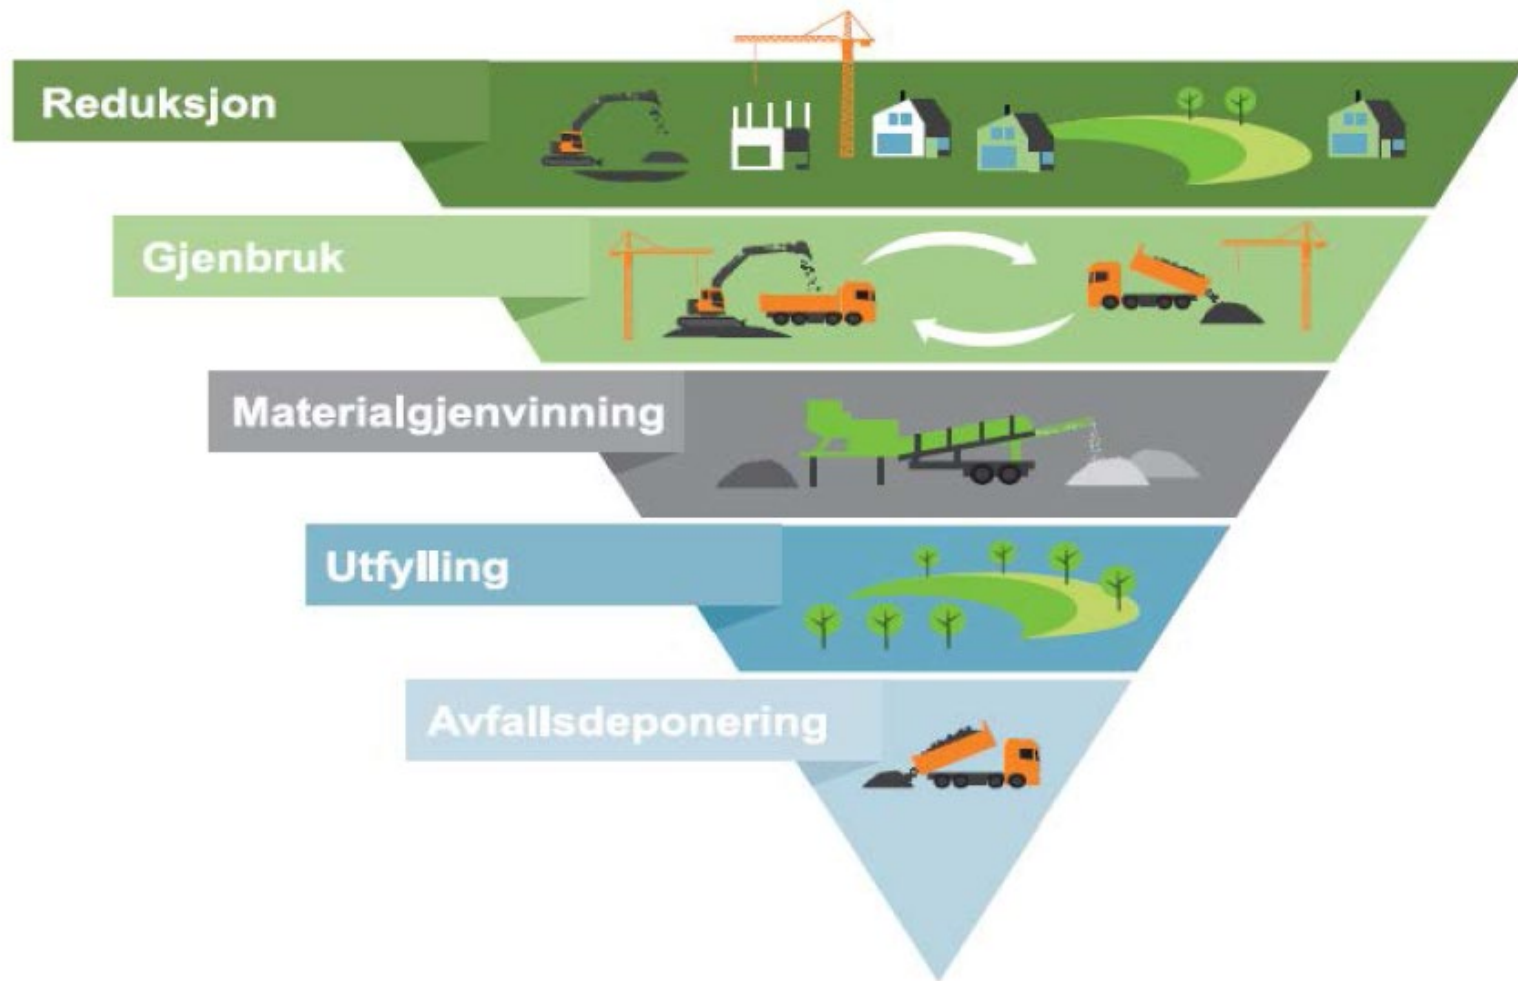 Reduksjon
Gjenbruk
Materialgjenvinning
Utfylling
Avfallsdeponering